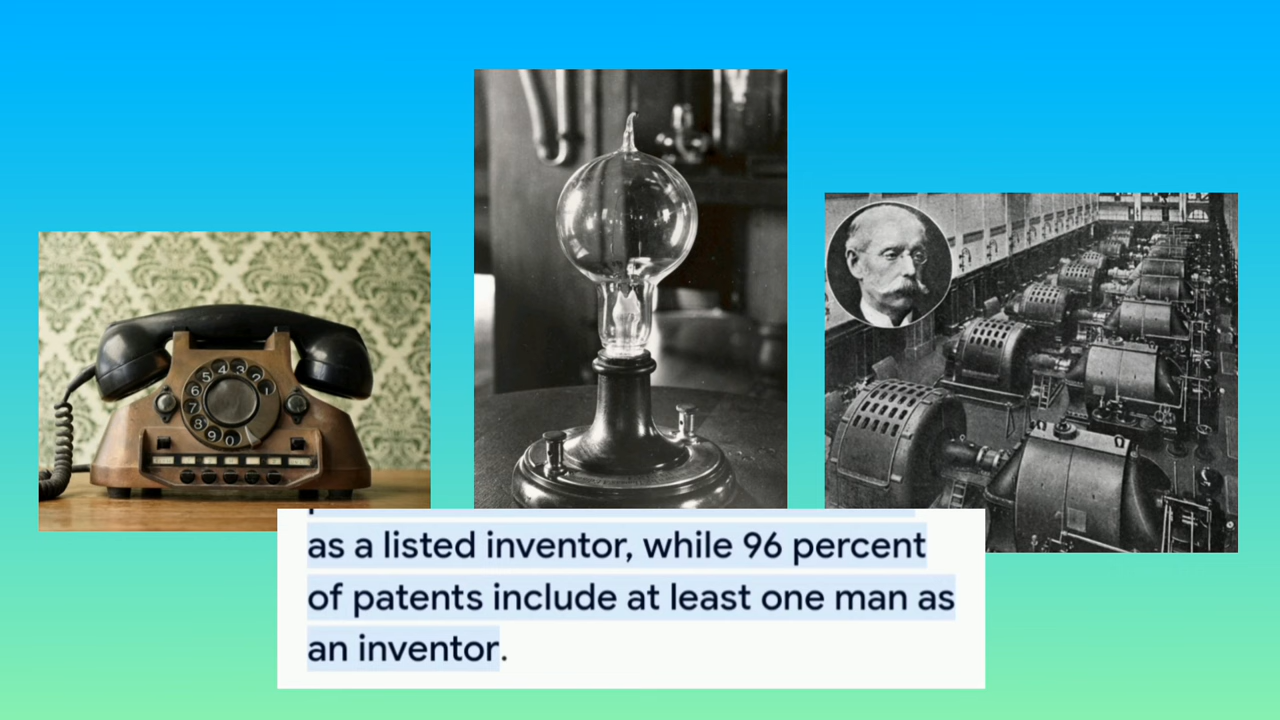 as a listed inventor, while 96 percent
of patents include at least one man as
an inventor.